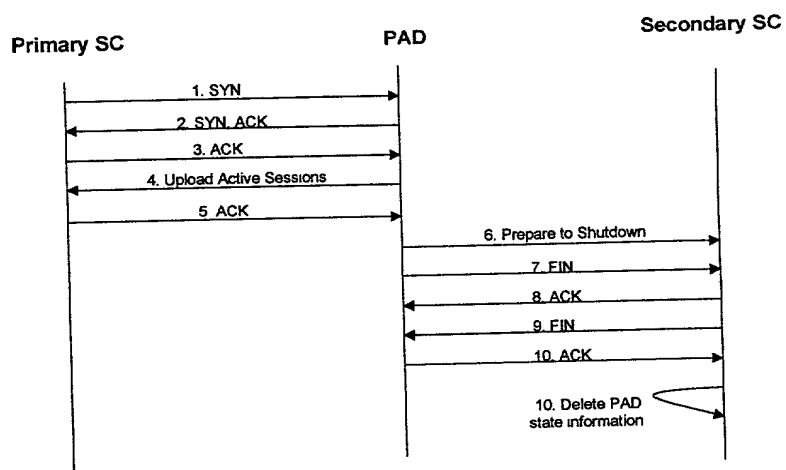 Primary SC
PAD
Secondary SC
1. SYN
2. SYN, ACK
3. ACK
4. Upload Active Sessions
5 ACK
6. Prepare to Shutdown
7. FIN
8. ACK
9. FIN
10. ACK
10. Delete PAD
state information